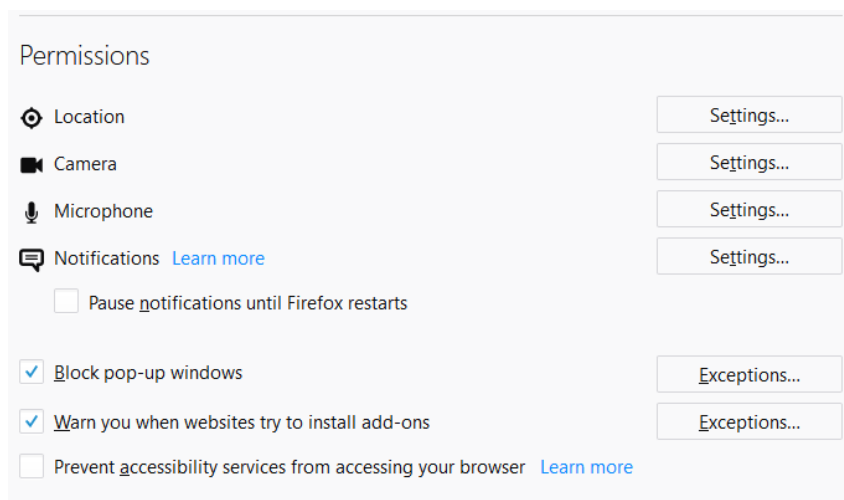 Permissions
Location Settings...
Camera Settings...
Microphone Settings...
Notifications Learn more Settings...
Pause notifications until Firefox restarts
Block pop-up windows Exceptions...
Warn you when websites try to install add-ons Exceptions...
Prevent accessibility services from accessing your browser Learn more